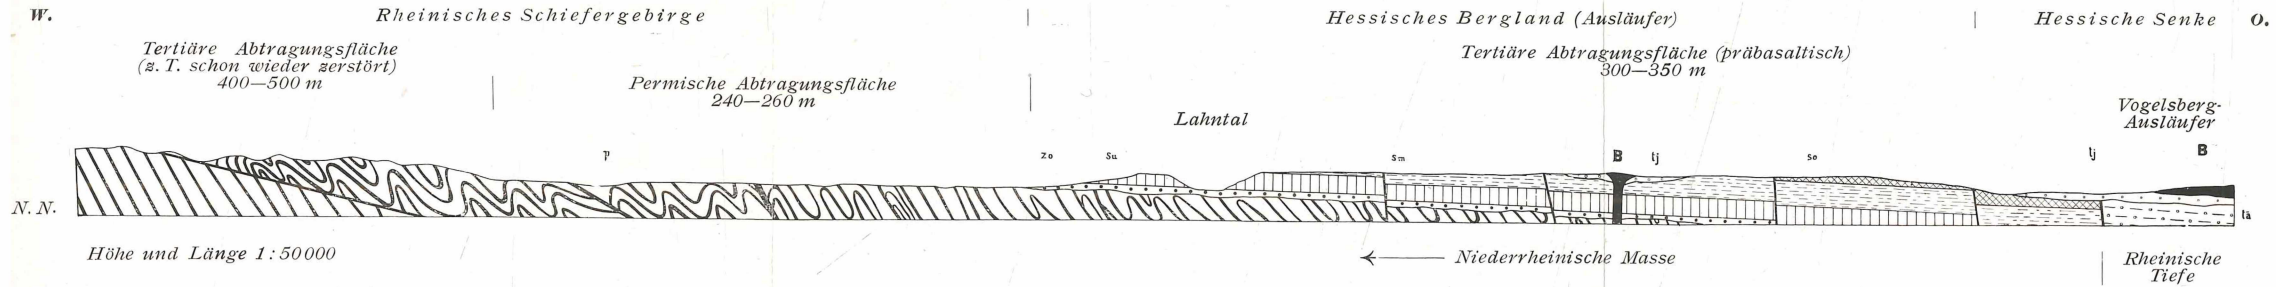 W.
Rheinisches Schiefergebirge
Hessisches Bergland (Ausläufer)
Hessische Senke
O.
Tertiäre Abtragungsfläche
(z. T. schon wieder zerstört)
400—500 m
Permische Abtragungsfläche
240—260 m
Tertiäre Abtragungsfläche (präbasaltisch)
300—350 m
Lahntal
Vogelsberg-
Ausläufer
p
zo
su
sm
B
tj
so
tj
B
N. N.
Höhe und Länge 1:50000
Niederrheinische Masse
Rheinische
Tiefe